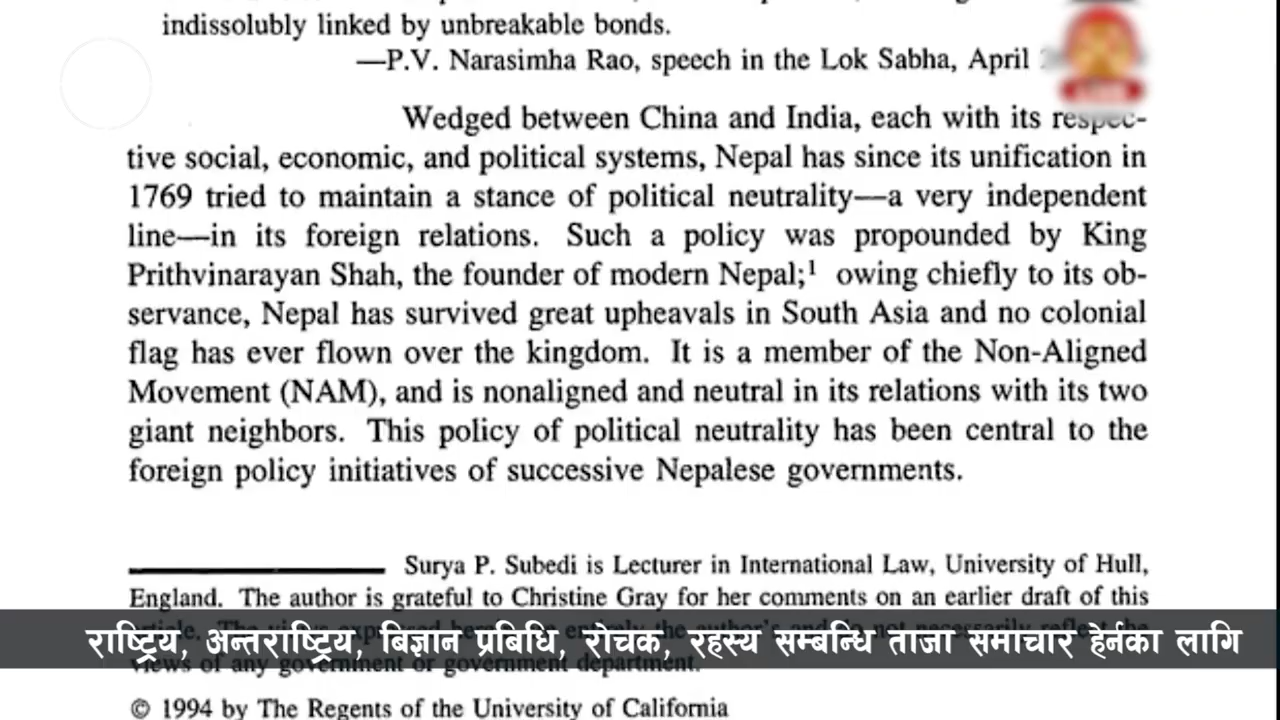 indissolubly linked by unbreakable bonds.
—P.V. Narasimha Rao, speech in the Lok Sabha, April
Wedged between China and India, each with its respec-
tive social, economic, and political systems, Nepal has since its unification in
1769 tried to maintain a stance of political neutrality—a very independent
line—in its foreign relations. Such a policy was propounded by King
Prithvinarayan Shah, the founder of modern Nepal;¹ owing chiefly to its ob-
servance, Nepal has survived great upheavals in South Asia and no colonial
flag has ever flown over the kingdom. It is a member of the Non-Aligned
Movement (NAM), and is nonaligned and neutral in its relations with its two
giant neighbors. This policy of political neutrality has been central to the
foreign policy initiatives of successive Nepalese governments.
Surya P. Subedi is Lecturer in International Law, University of Hull,
England. The author is grateful to Christine Gray for her comments on an earlier draft of this
राष्ट्रिय, अन्तराष्ट्रिय, बिज्ञान प्रबिधि, रोचक, रहस्य सम्बन्धि ताजा समाचार हेर्नका लागि
views of any government or government department.
© 1994 by The Regents of the University of California